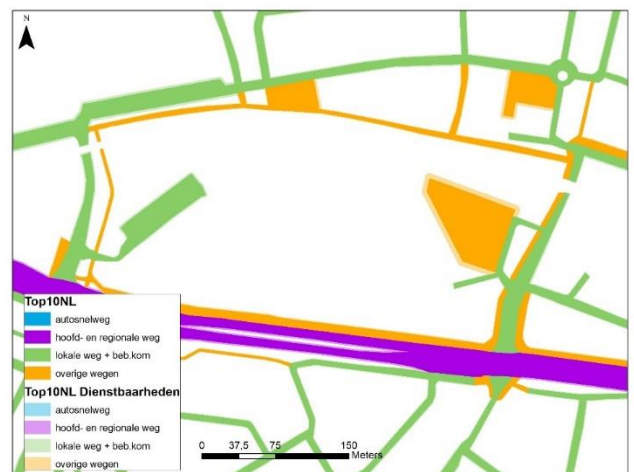 N
Top10NL
autosnelweg
hoofd- en regionale weg
lokale weg + beb.kom
overige wegen
Top10NL Dienstbaarheden
autosnelweg
hoofd- en regionale weg
lokale weg + beb.kom
overige wegen
0 37,5 75 150
Meters